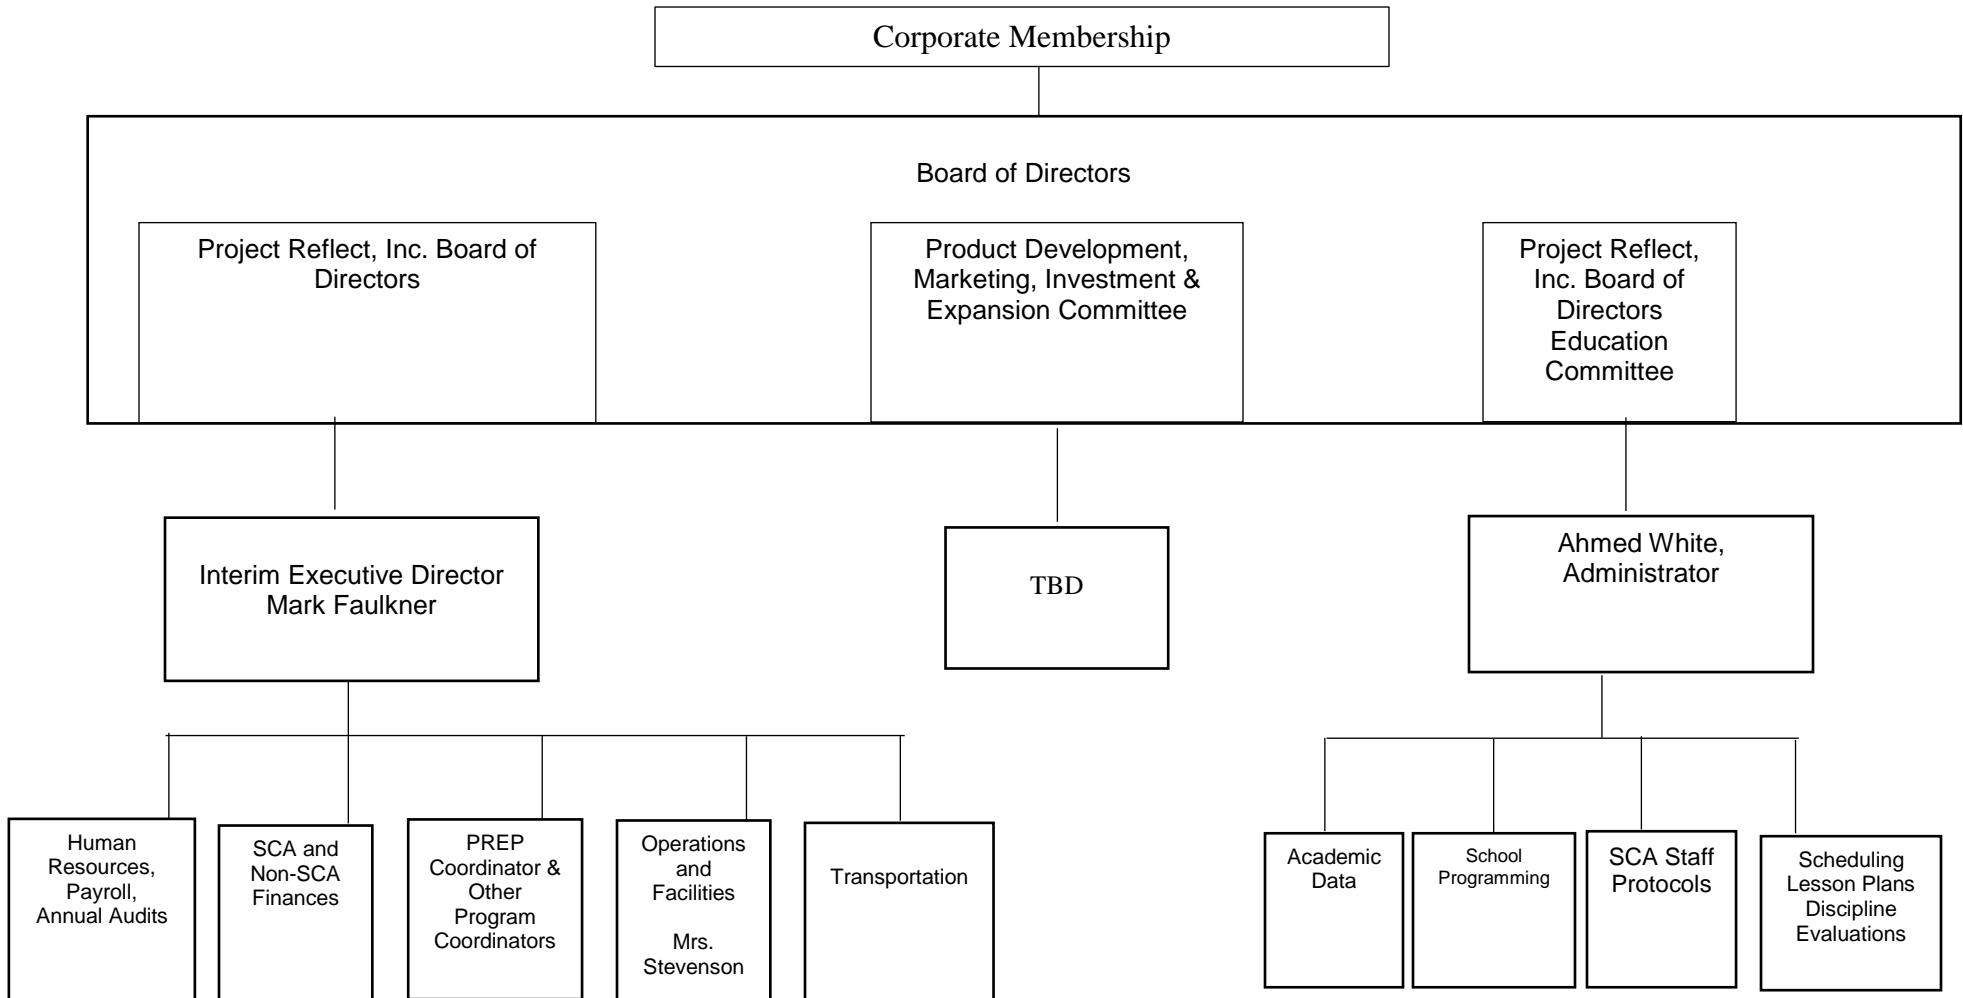 Corporate Membership
Board of Directors
Project Reflect, Inc. Board of
Directors
Product Development,
Marketing, Investment &
Expansion Committee
Project Reflect,
Inc. Board of
Directors
Education
Committee
Interim Executive Director
Mark Faulkner
TBD
Ahmed White,
Administrator
Human
Resources,
Payroll,
Annual Audits
SCA and
Non-SCA
Finances
PREP
Coordinator &
Other
Program
Coordinators
Operations
and
Facilities
Mrs.
Stevenson
Transportation
Academic
Data
School
Programming
SCA Staff
Protocols
Scheduling
Lesson Plans
Discipline
Evaluations